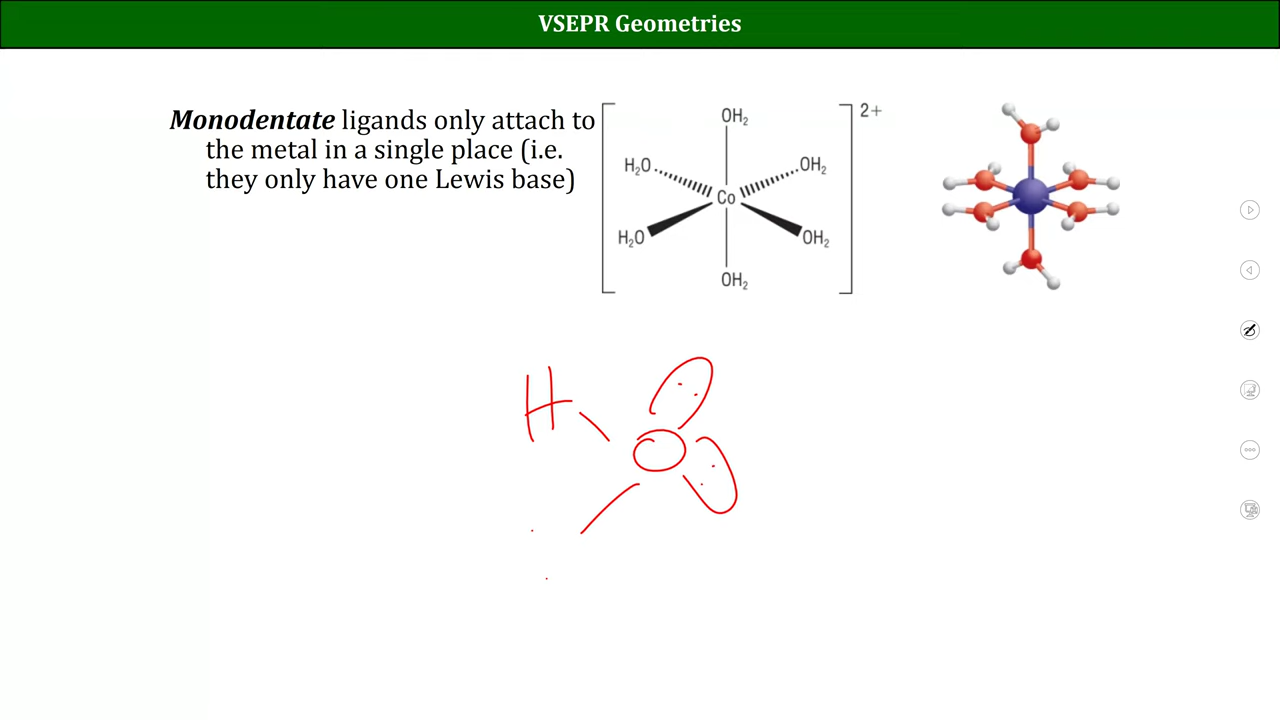 VSEPR Geometries
Monodentate ligands only attach to
the metal in a single place (i.e.
they only have one Lewis base)
2+
OH₂
H₂O
OH₂
Co
H₂O
OH₂
OH₂
H
O